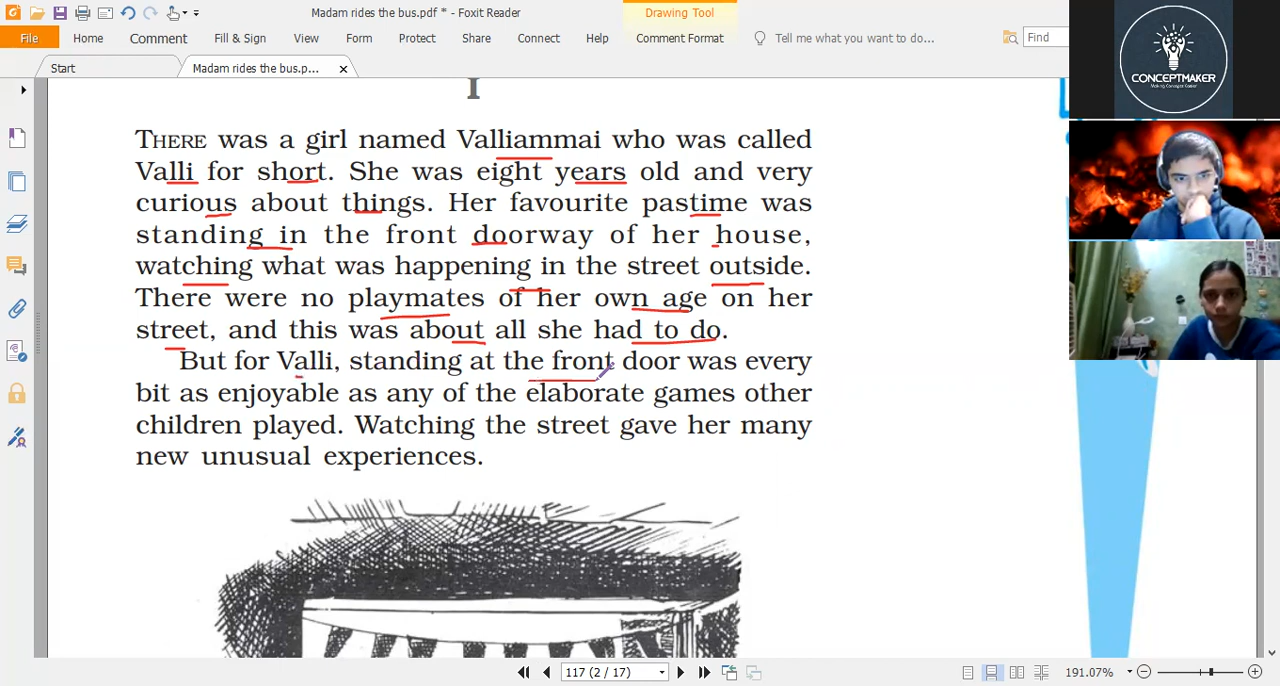 Madam rides the bus.pdf * - Foxit Reader
Drawing Tool
File Home Comment Fill & Sign View Form Protect Share Connect Help Comment Format Tell me what you want to do... Find
Start Madam rides the bus.p...
CONCEPTMAKER
Making Concepts Easier
I
THERE was a girl named Valliammai who was called
Valli for short. She was eight years old and very
curious about things. Her favourite pastime was
standing in the front doorway of her house,
watching what was happening in the street outside.
There were no playmates of her own age on her
street, and this was about all she had to do.
But for Valli, standing at the front door was every
bit as enjoyable as any of the elaborate games other
children played. Watching the street gave her many
new unusual experiences.
117 (2 / 17)
191.07%